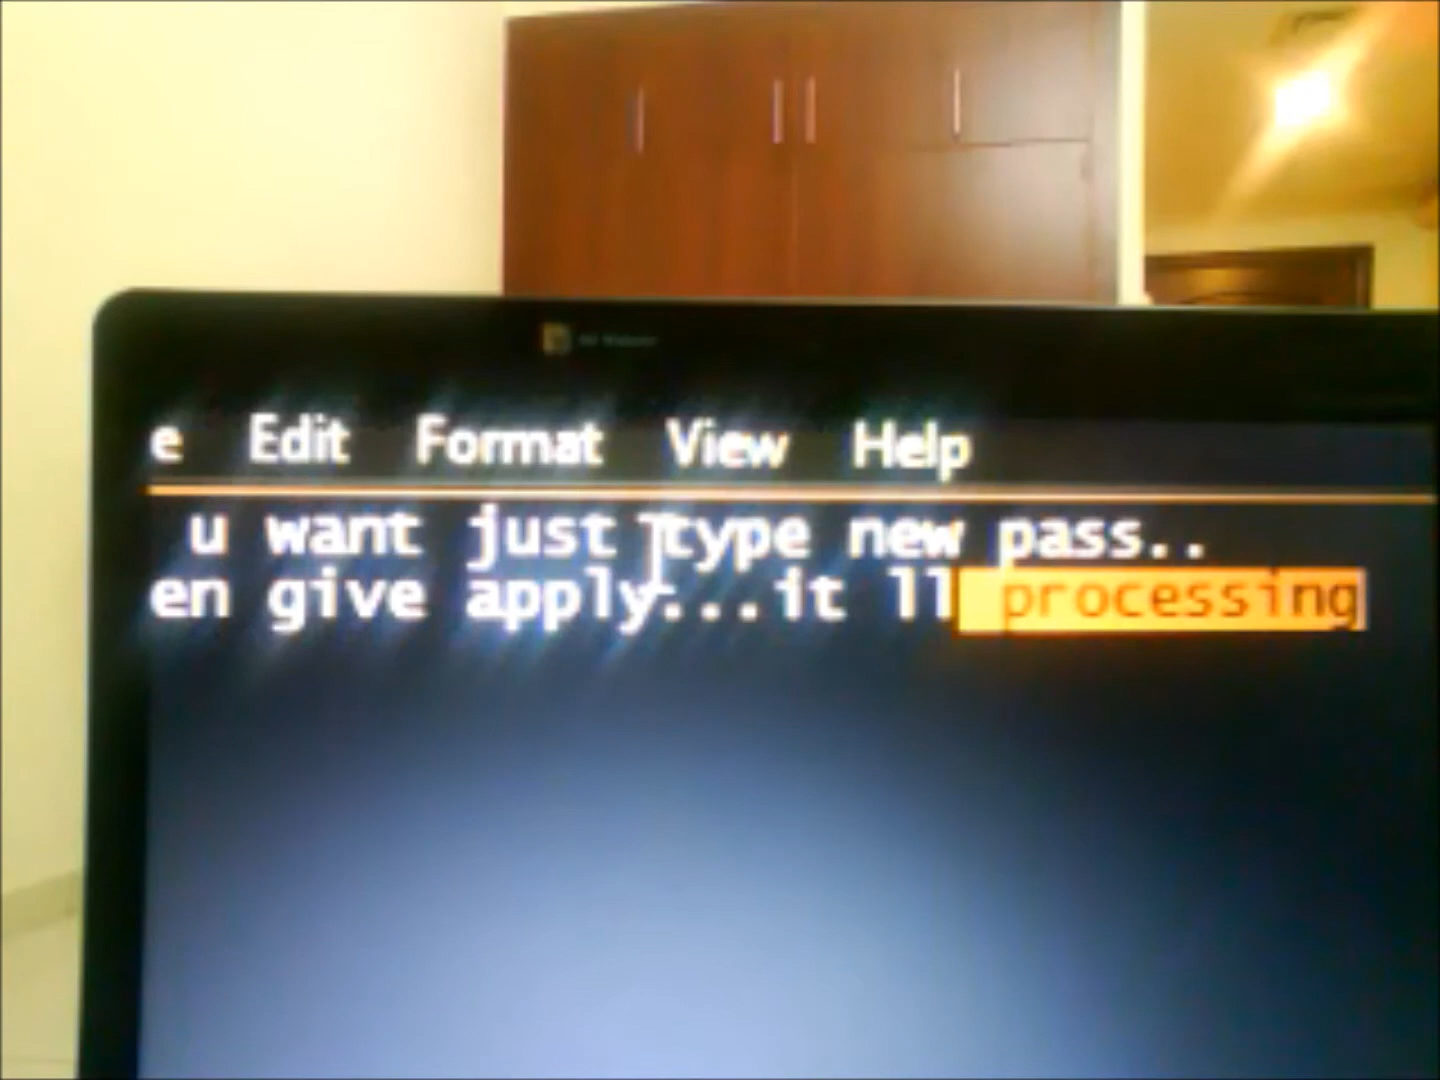 e Edit Format View Help
u want just type new pass..
en give apply...it ll processing